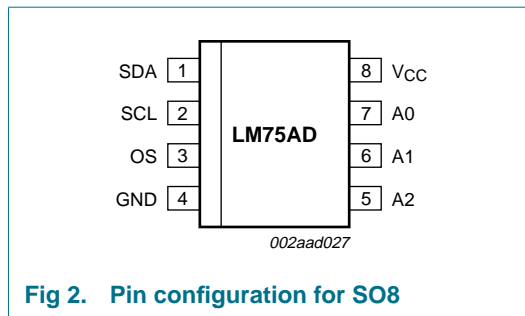 SDA 1 8 VCC
SCL 2 7 A0
LM75AD
OS 3 6 A1
GND 4 5 A2
002aad027
Fig 2. Pin configuration for SO8